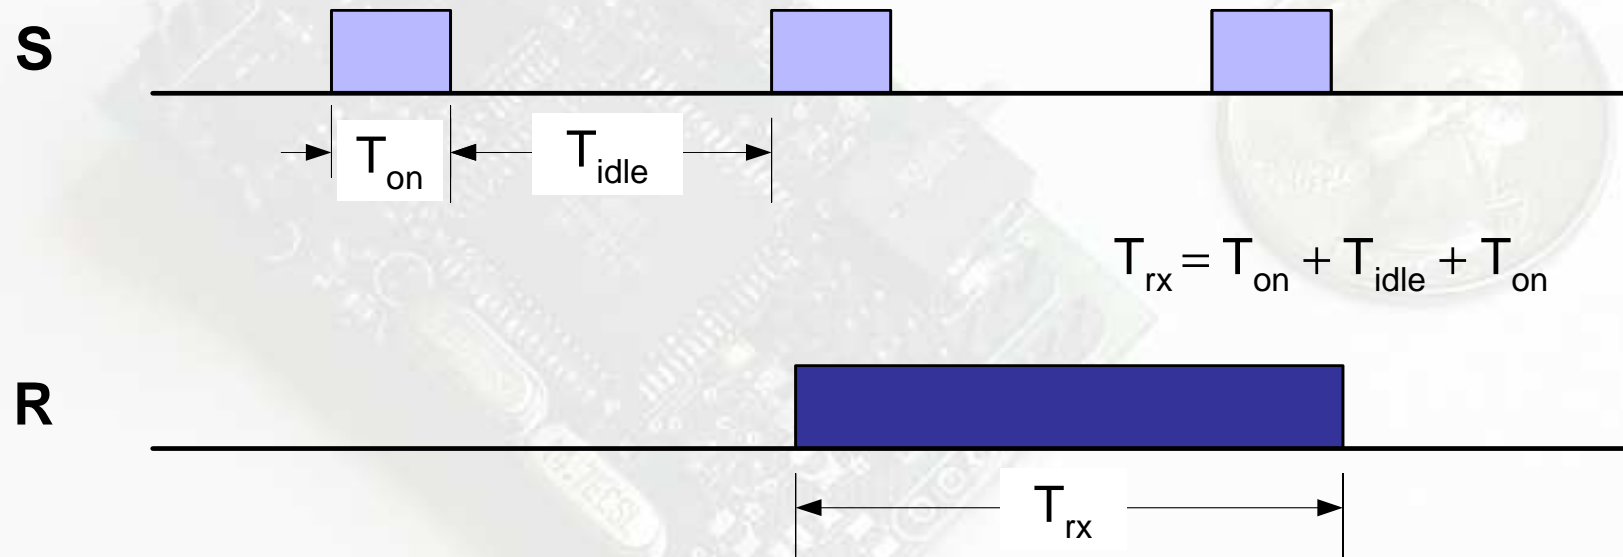 S
T_on T_idle
T_rx = T_on + T_idle + T_on
R
T_rx